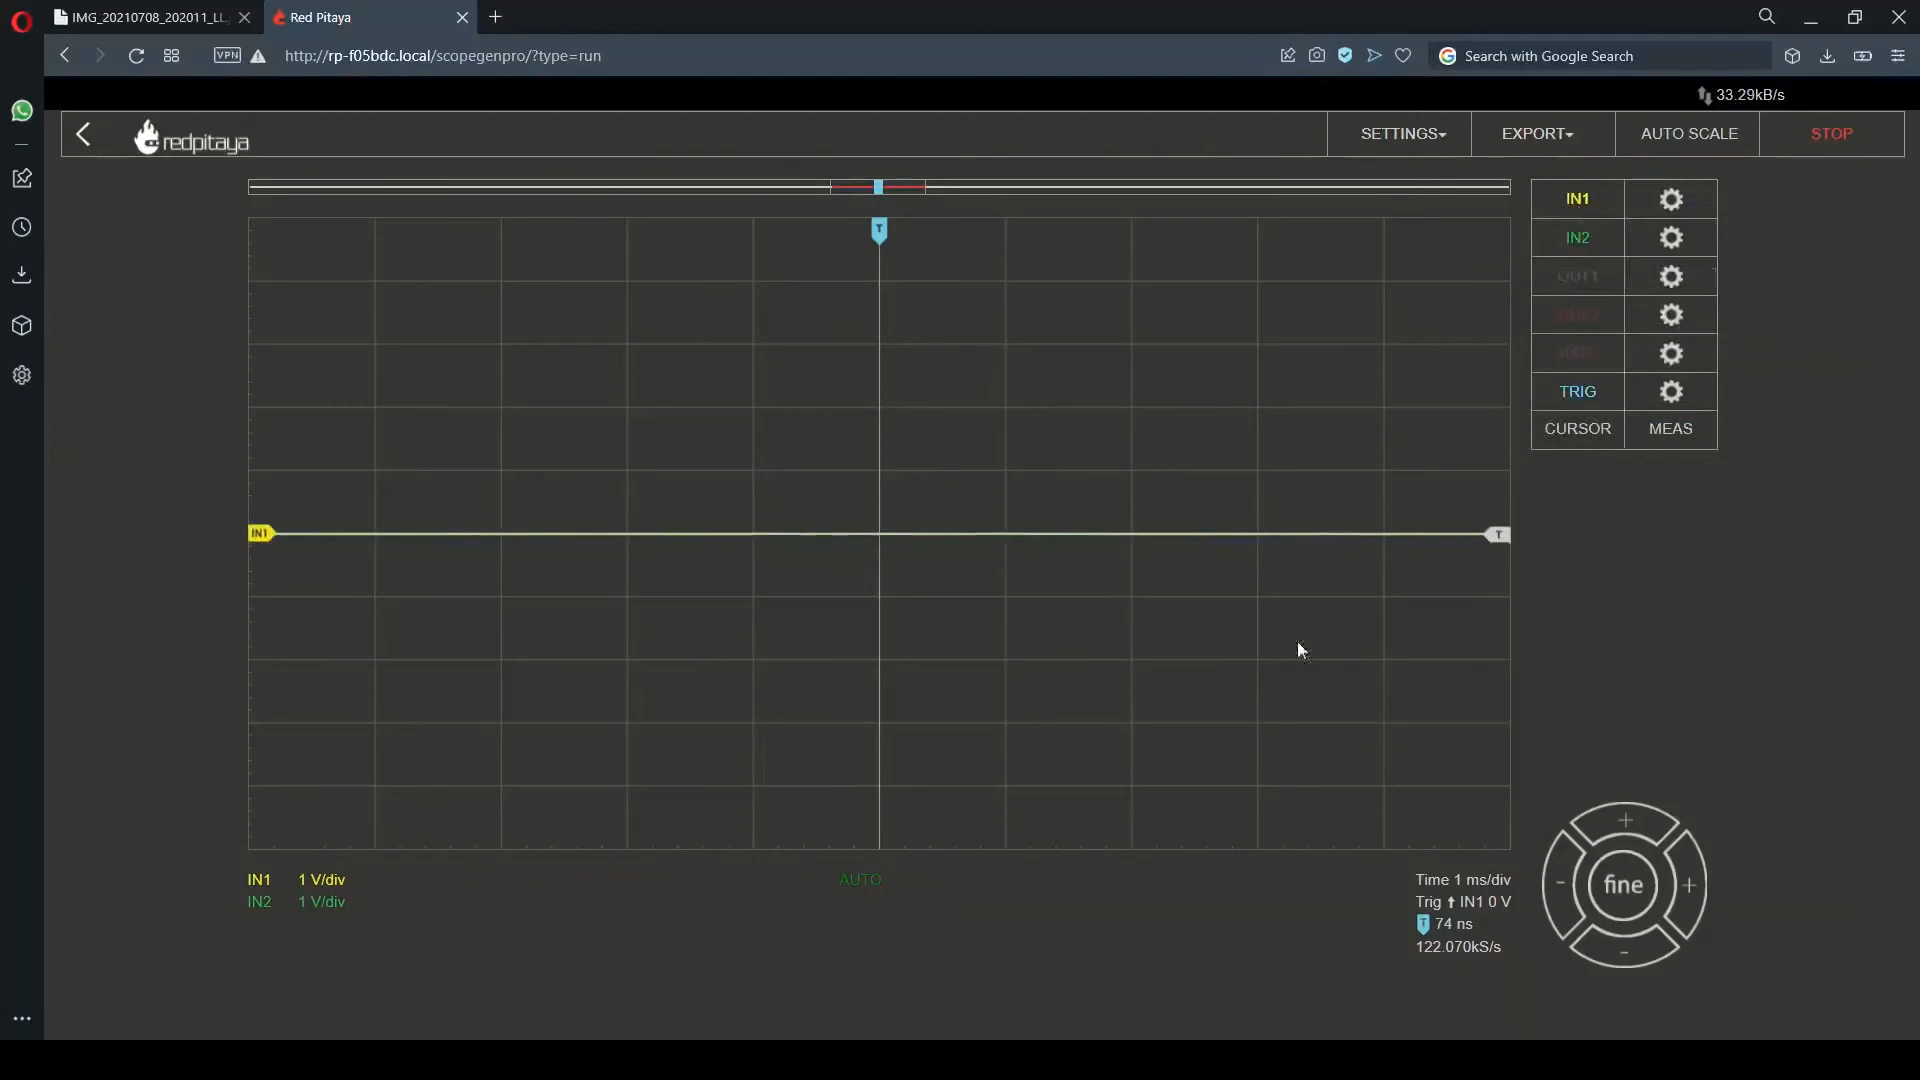 IMG_20210708_202011_LL
Red Pitaya
VPN
http://rp-f05bdc.local/scopegenpro/?type=run
Search with Google Search
33.29kB/s
redpitaya
SETTINGS
EXPORT
AUTO SCALE
STOP
IN1
IN2
OUT1
TRIG
CURSOR MEAS
T
IN1
T
IN1 1 V/div
IN2 1 V/div
AUTO
Time 1 ms/div
Trig IN1 0 V
T 74 ns
122.070kS/s
+
- fine +
-